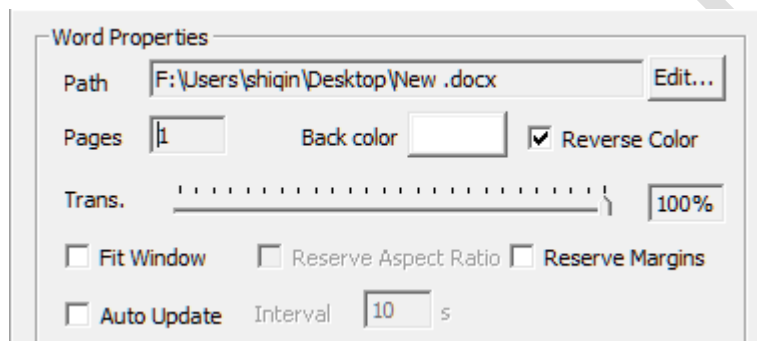 Word Properties
Path F:\Users\shiqin\Desktop\New .docx Edit...
Pages 1 Back color Reverse Color
Trans. 100%
Fit Window Reserve Aspect Ratio Reserve Margins
Auto Update Interval 10 s